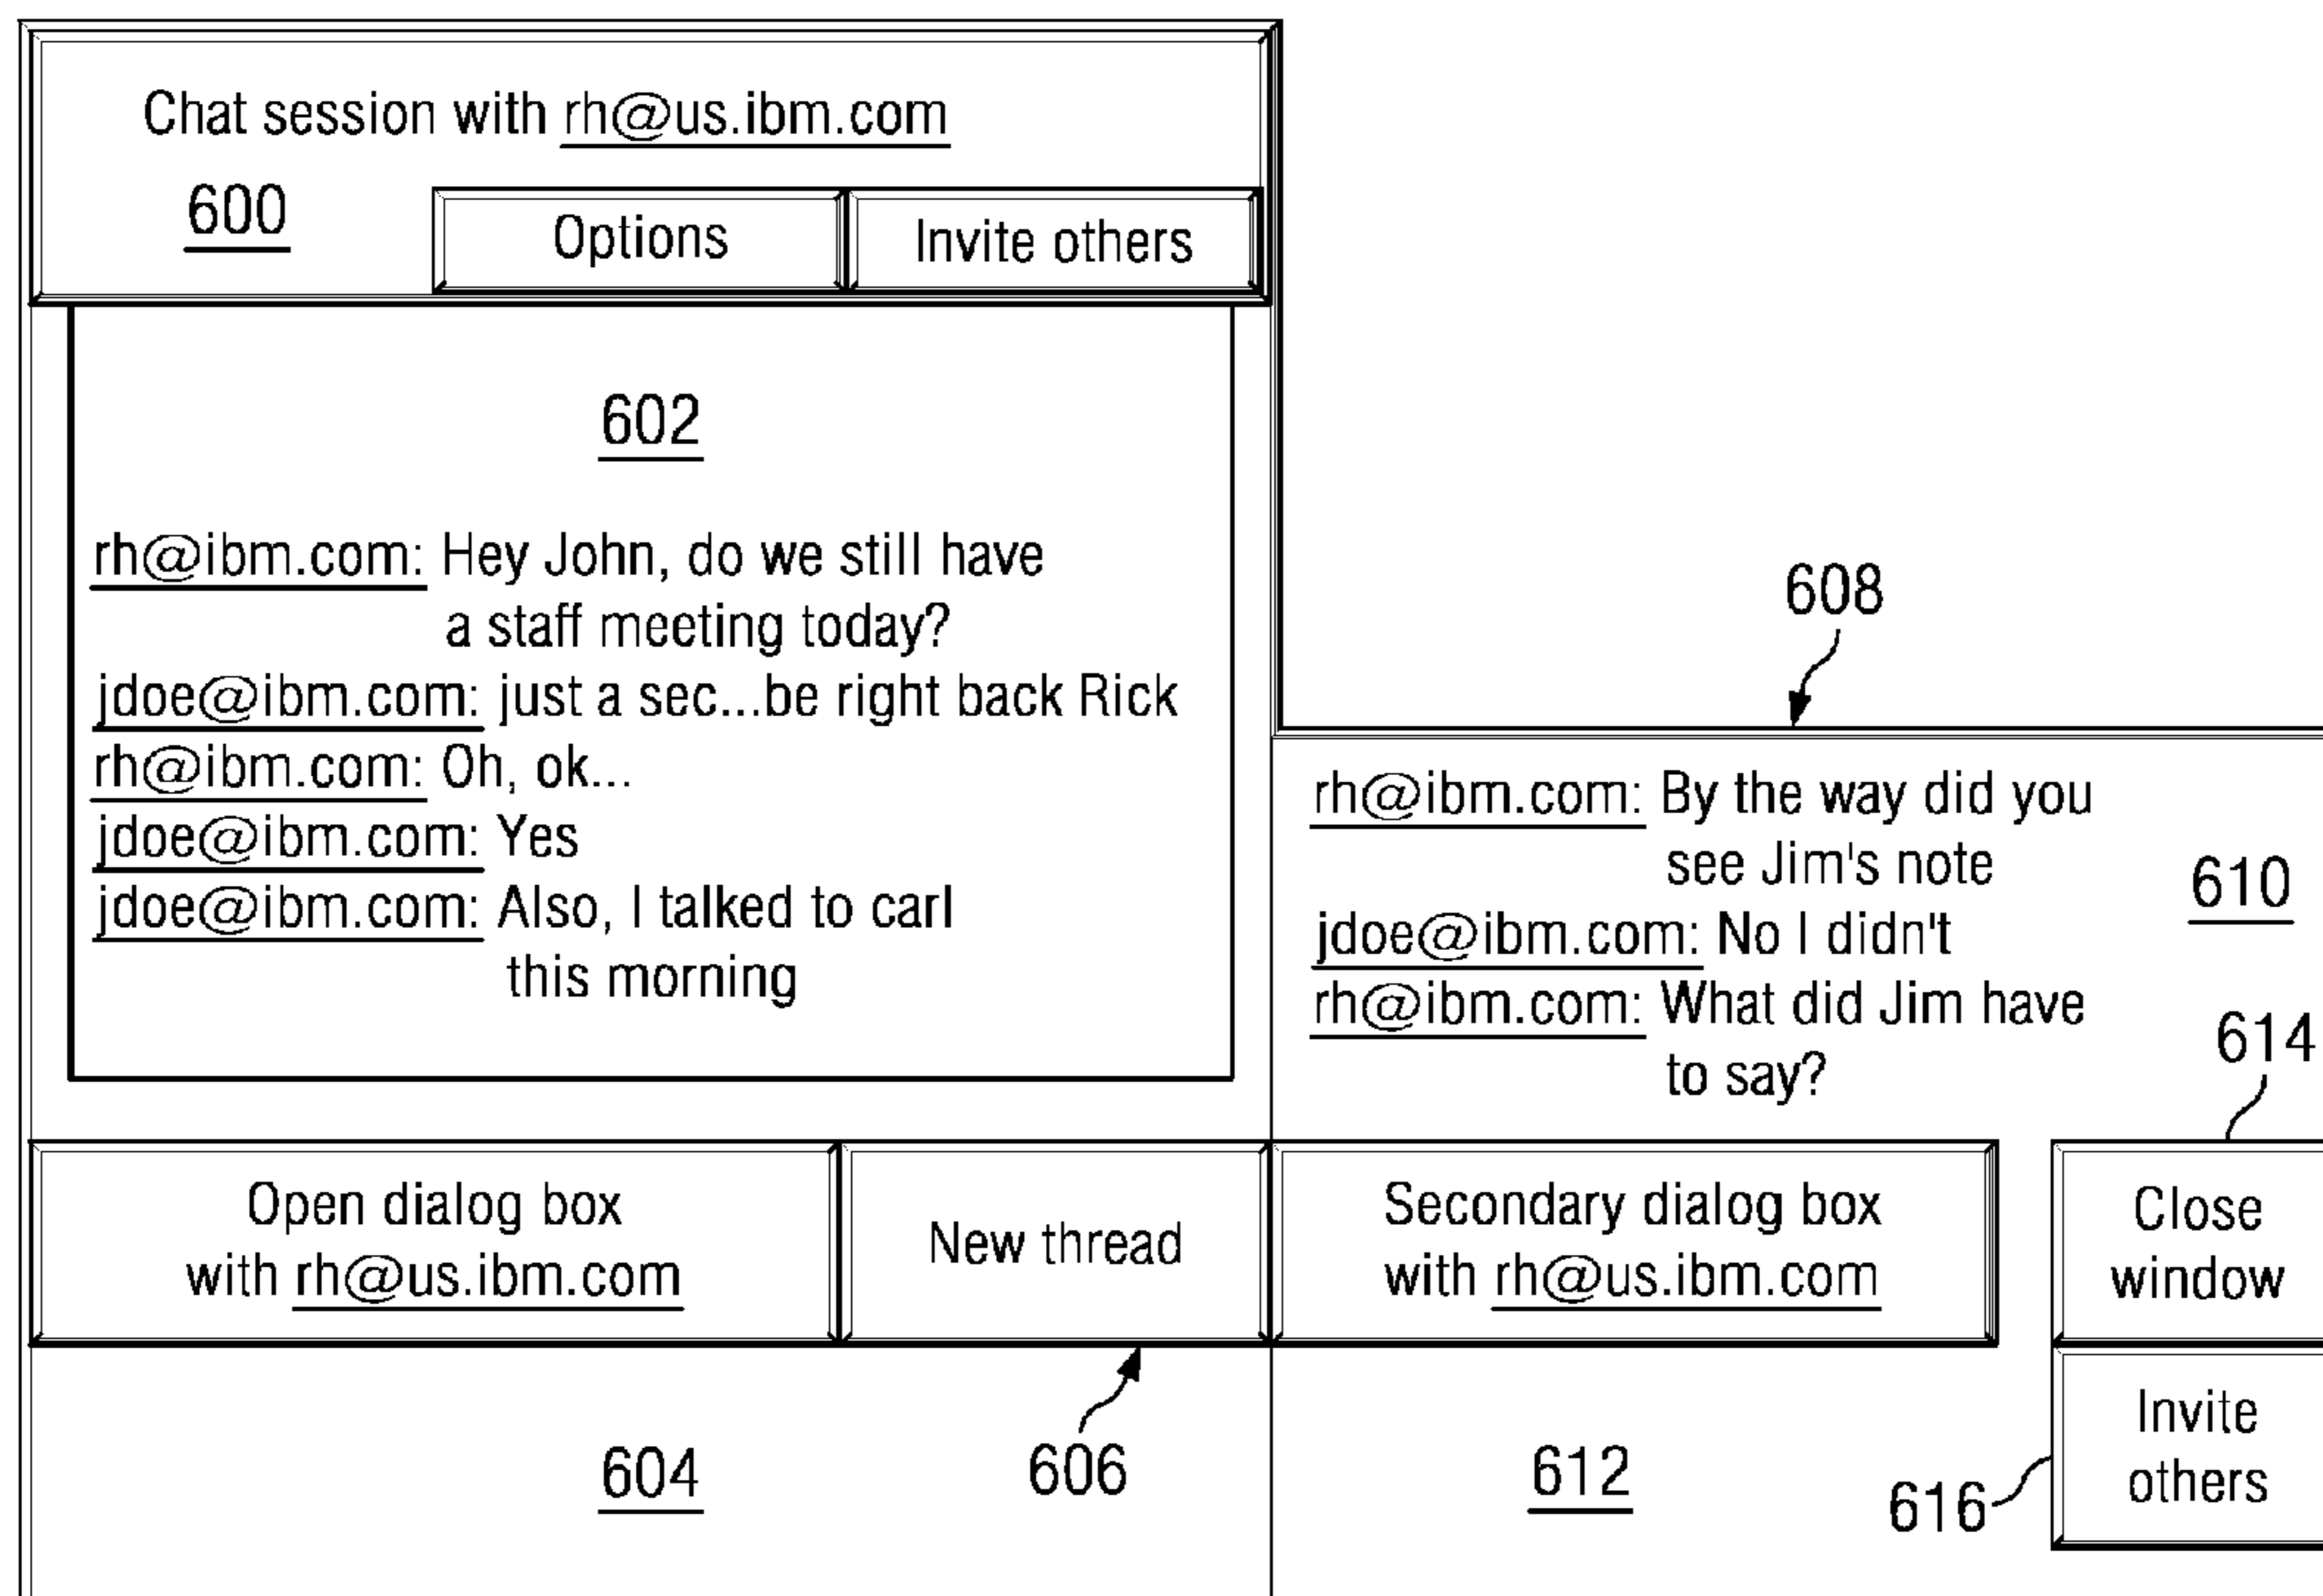 Chat session with rh@us.ibm.com
600
Options
Invite others
602
rh@ibm.com: Hey John, do we still have
a staff meeting today?
jdoe@ibm.com: just a sec...be right back Rick
rh@ibm.com: Oh, ok...
jdoe@ibm.com: Yes
jdoe@ibm.com: Also, I talked to carl
this morning
608
rh@ibm.com: By the way did you
see Jim's note
610
jdoe@ibm.com: No I didn't
rh@ibm.com: What did Jim have
to say?
614
Open dialog box
with rh@us.ibm.com
New thread
Secondary dialog box
with rh@us.ibm.com
Close
window
604
606
612
616
Invite
others